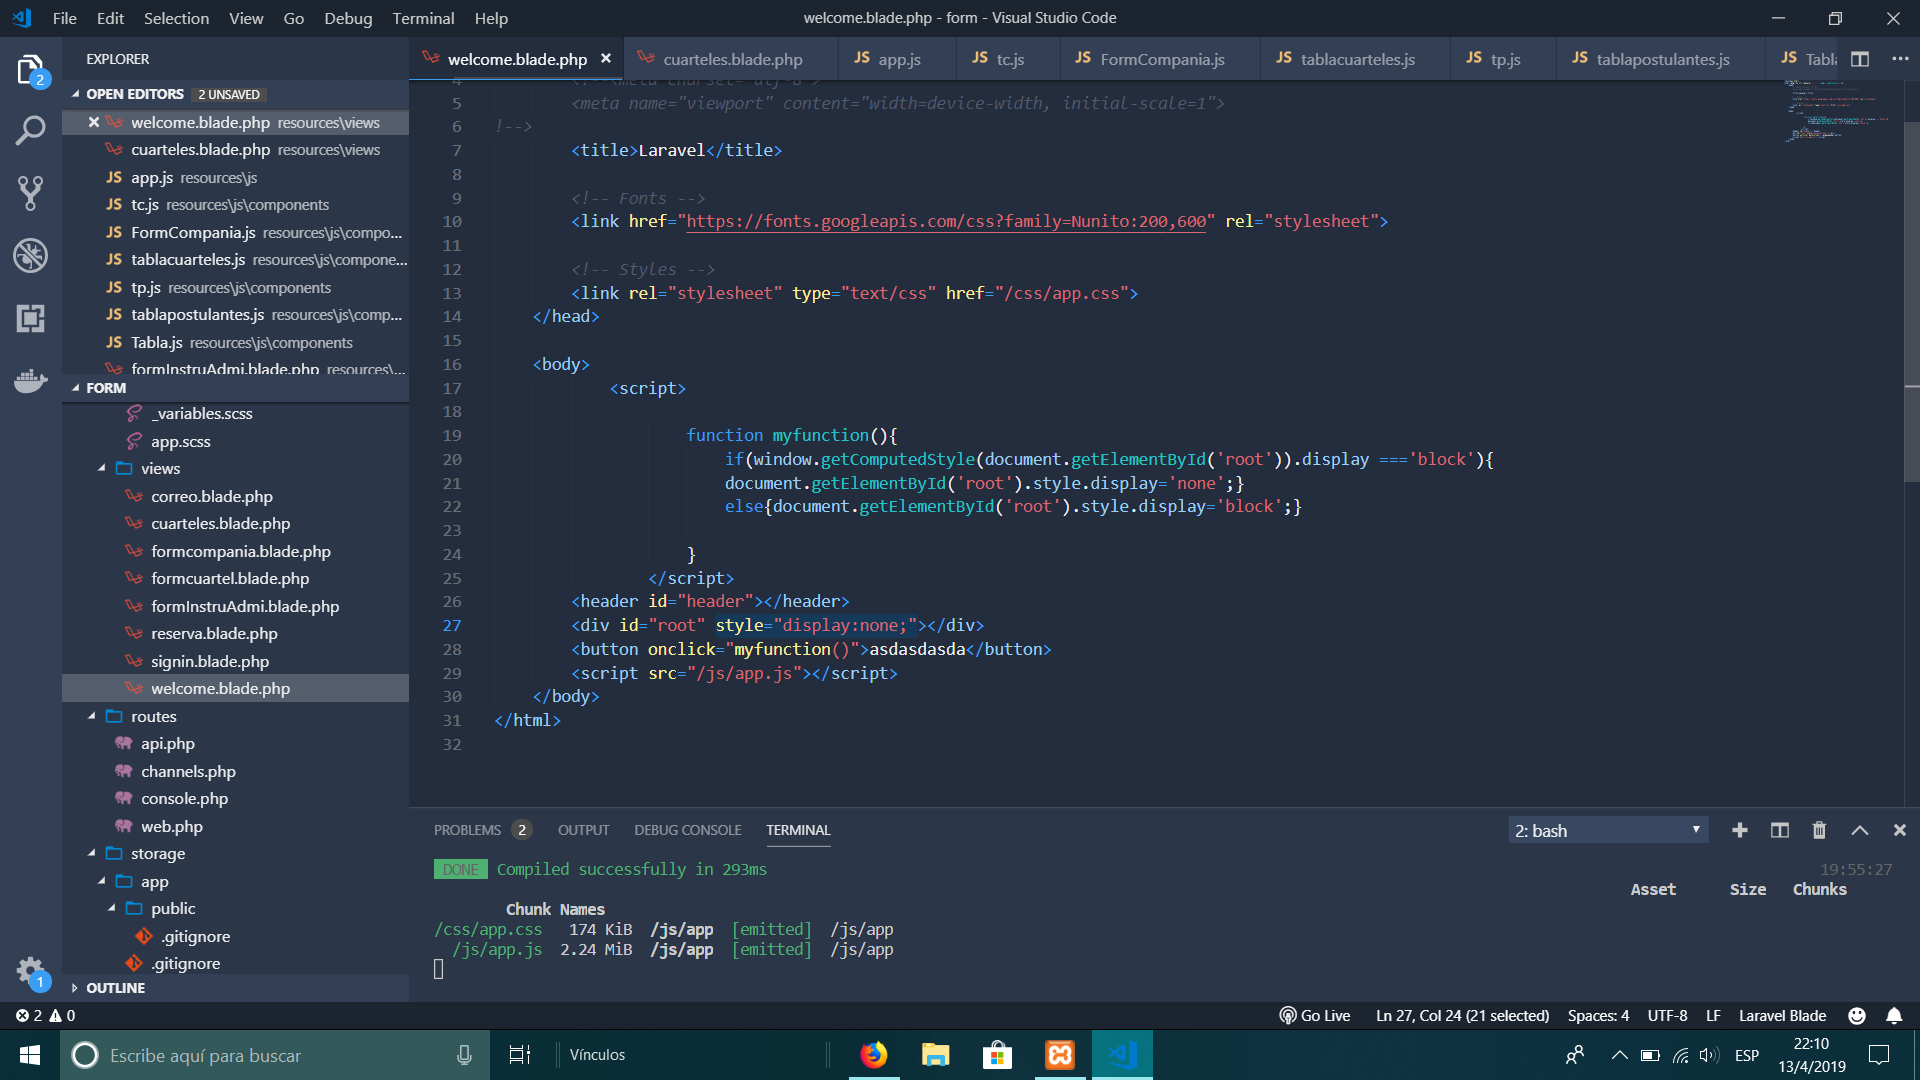 File Edit Selection View Go Debug Terminal Help
welcome.blade.php - form - Visual Studio Code
EXPLORER
OPEN EDITORS 2 UNSAVED
welcome.blade.php resources\views
cuarteles.blade.php resources\views
JS app.js resources\js
JS tc.js resources\js\components
JS FormCompania.js resources\js\compo...
JS tablacuarteles.js resources\js\compone...
JS tp.js resources\js\components
JS tablapostulantes.js resources\js\comp...
JS Tabla.js resources\js\components
formInstruAdmi.blade.php resources\...
FORM
_variables.scss
app.scss
views
correo.blade.php
cuarteles.blade.php
formcompania.blade.php
formcuartel.blade.php
formInstruAdmi.blade.php
reserva.blade.php
signin.blade.php
welcome.blade.php
routes
api.php
channels.php
console.php
web.php
storage
app
public
.gitignore
.gitignore
OUTLINE
2
1
welcome.blade.php cuarteles.blade.php JS app.js JS tc.js JS FormCompania.js JS tablacuarteles.js JS tp.js JS tablapostulantes.js JS Tabl
4 <!--<meta charset="utf-8">
5 <meta name="viewport" content="width=device-width, initial-scale=1">
6 !-->
7 <title>Laravel</title>
8
9 <!-- Fonts -->
10 <link href="https://fonts.googleapis.com/css?family=Nunito:200,600" rel="stylesheet">
11
12 <!-- Styles -->
13 <link rel="stylesheet" type="text/css" href="/css/app.css">
14 </head>
15
16 <body>
17 <script>
18
19 function myfunction(){
20 if(window.getComputedStyle(document.getElementById('root')).display ==='block'){
21 document.getElementById('root').style.display='none';}
22 else{document.getElementById('root').style.display='block';}
23
24 }
25 </script>
26 <header id="header"></header>
27 <div id="root" style="display:none;"></div>
28 <button onclick="myfunction()">asdasdasda</button>
29 <script src="/js/app.js"></script>
30 </body>
31 </html>
32
PROBLEMS 2 OUTPUT DEBUG CONSOLE TERMINAL 2: bash
DONE Compiled successfully in 293ms 19:55:27
Asset Size Chunks
Chunk Names
/css/app.css 174 KiB /js/app [emitted] /js/app
/js/app.js 2.24 MiB /js/app [emitted] /js/app
2 0 Go Live Ln 27, Col 24 (21 selected) Spaces: 4 UTF-8 LF Laravel Blade
Escribe aquí para buscar Vínculos ESP 22:10
13/4/2019